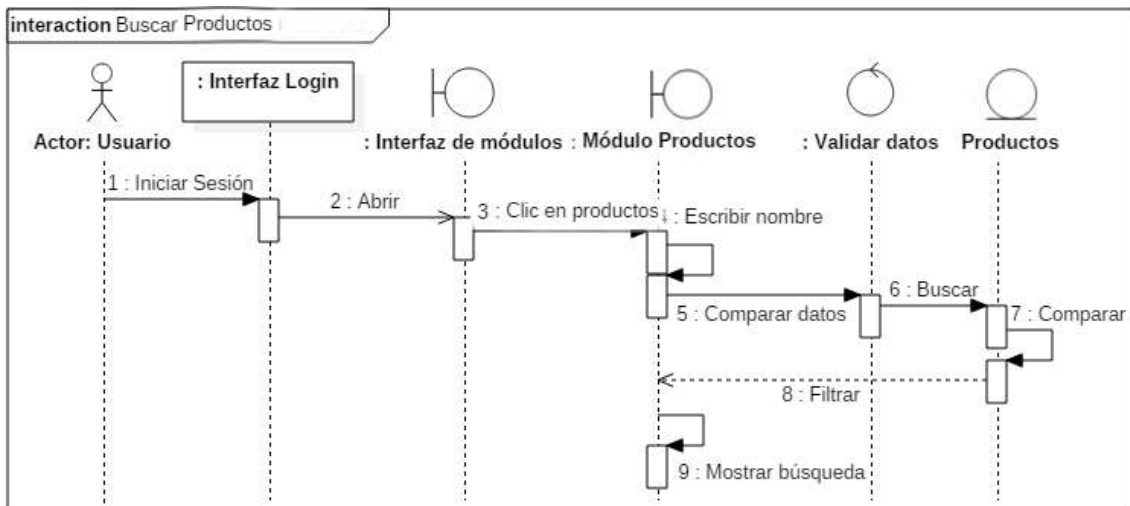 interaction Buscar Productos
: Interfaz Login
Actor: Usuario
: Interfaz de módulos
: Módulo Productos
: Validar datos
Productos
1 : Iniciar Sesión
2 : Abrir
3 : Clic en productos
: Escribir nombre
5 : Comparar datos
6 : Buscar
7 : Comparar
8 : Filtrar
9 : Mostrar búsqueda